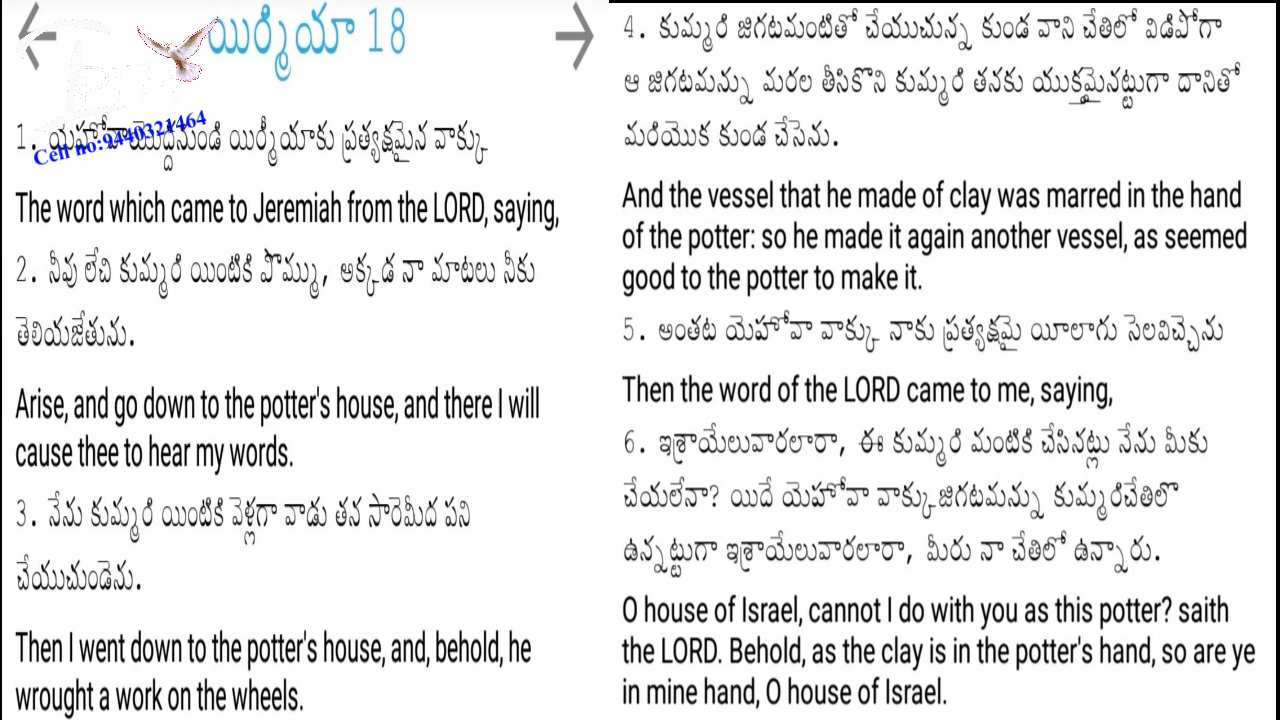 యిర్మియా 18
Cell no:9440321464
1. యెహోవాయొద్దనుండి యిర్మీయాకు ప్రత్యక్షమైన వాక్కు
The word which came to Jeremiah from the LORD, saying,
2. నీవు లేచి కుమ్మరి యింటికి పొమ్ము, అక్కడ నా మాటలు నీకు
తెలియజేతును.
Arise, and go down to the potter's house, and there I will
cause thee to hear my words.
3. నేను కుమ్మరి యింటికి వెళ్లగా వాడు తన సారెమీద పని
చేయుచుండెను.
Then I went down to the potter's house, and, behold, he
wrought a work on the wheels.
4. కుమ్మరి జిగటమంటితో చేయుచున్న కుండ వాని చేతిలో విడిపోగా
ఆ జిగటమన్ను మరల తీసికొని కుమ్మరి తనకు యుక్తమైనట్టుగా దానితో
మరియొక కుండ చేసెను.
And the vessel that he made of clay was marred in the hand
of the potter: so he made it again another vessel, as seemed
good to the potter to make it.
5. అంతట యెహోవా వాక్కు నాకు ప్రత్యక్షమై యీలాగు సెలవిచ్చెను
Then the word of the LORD came to me, saying,
6. ఇశ్రాయేలువారలారా, ఈ కుమ్మరి మంటికి చేసినట్లు నేను మీకు
చేయలేనా? యిదే యెహోవా వాక్కుజిగటమన్ను కుమ్మరిచేతిలొ
ఉన్నట్టుగా ఇశ్రాయేలువారలారా, మీరు నా చేతిలో ఉన్నారు.
O house of Israel, cannot I do with you as this potter? saith
the LORD. Behold, as the clay is in the potter's hand, so are ye
in mine hand, O house of Israel.